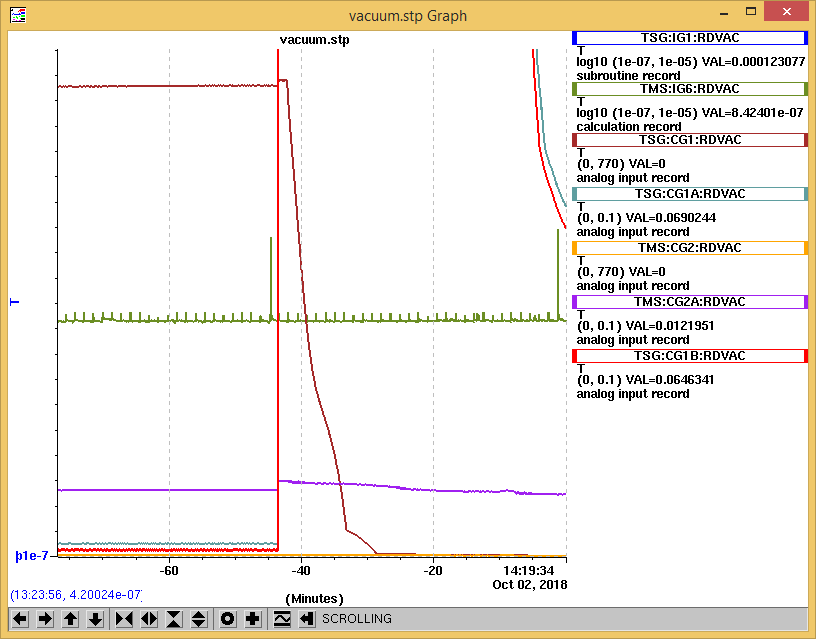 vacuum.stp Graph
vacuum.stp
TSG:IG1:RDVAC
T
log10 (1e-07, 1e-05) VAL=0.000123077
subroutine record
TMS:IG6:RDVAC
T
log10 (1e-07, 1e-05) VAL=8.42401e-07
calculation record
TSG:CG1:RDVAC
T
(0, 770) VAL=0
analog input record
TSG:CG1A:RDVAC
T
(0, 0.1) VAL=0.0690244
analog input record
TMS:CG2:RDVAC
T
(0, 770) VAL=0
analog input record
TMS:CG2A:RDVAC
T
(0, 0.1) VAL=0.0121951
analog input record
TSG:CG1B:RDVAC
T
(0, 0.1) VAL=0.0646341
analog input record
T
1e-7
-60 -40 -20 14:19:34
Oct 02, 2018
(13:23:56, 4.20024e-07)
(Minutes)
SCROLLING